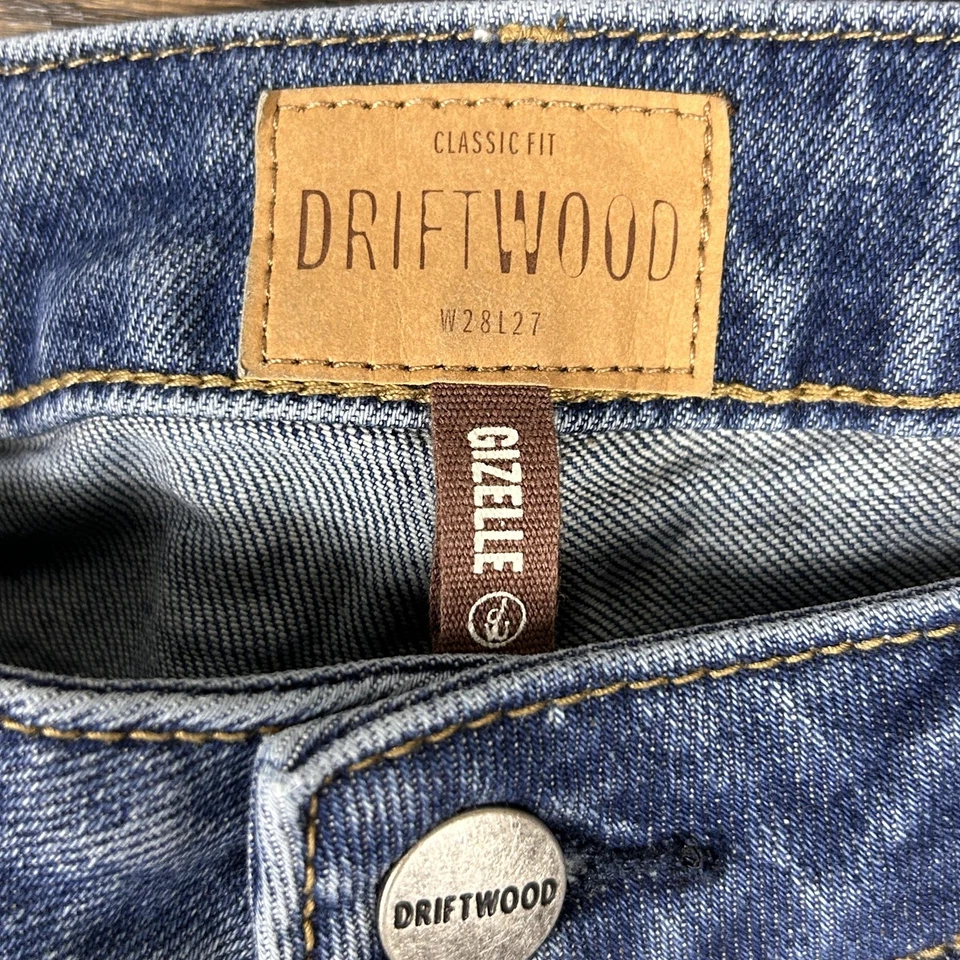 CLASSIC FIT
DRIFTWOOD
W28L27
GIZELLE
DRIFTWOOD